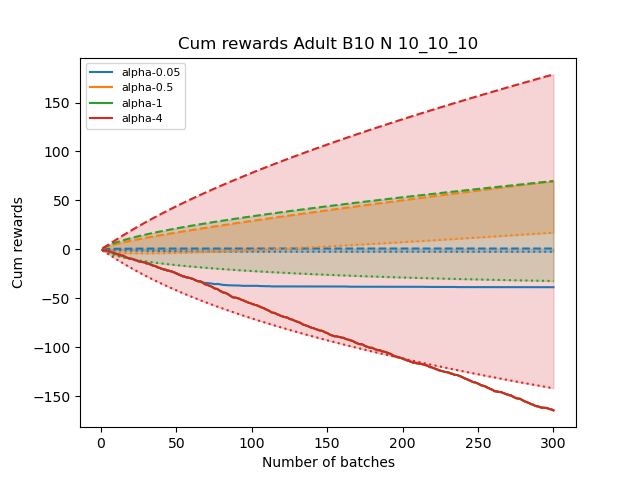 Cum rewards Adult B10 N 10_10_10
alpha-0.05
alpha-0.5
alpha-1
alpha-4
150
100
50
0
−50
−100
−150
Cum rewards
0 50 100 150 200 250 300
Number of batches